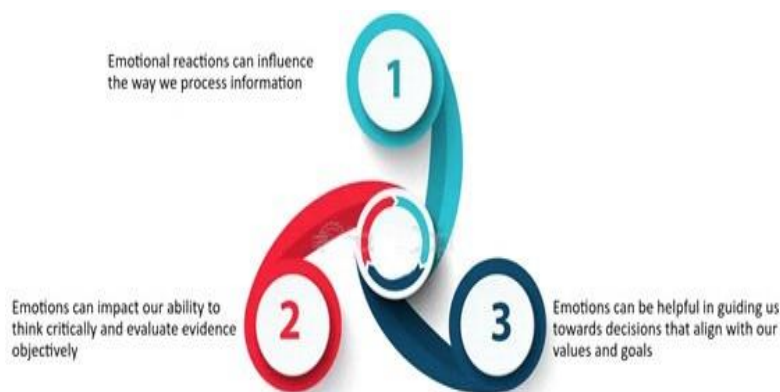 Emotional reactions can influence
the way we process information
1
Emotions can impact our ability to
think critically and evaluate evidence
objectively
2
3
Emotions can be helpful in guiding us
towards decisions that align with our
values and goals